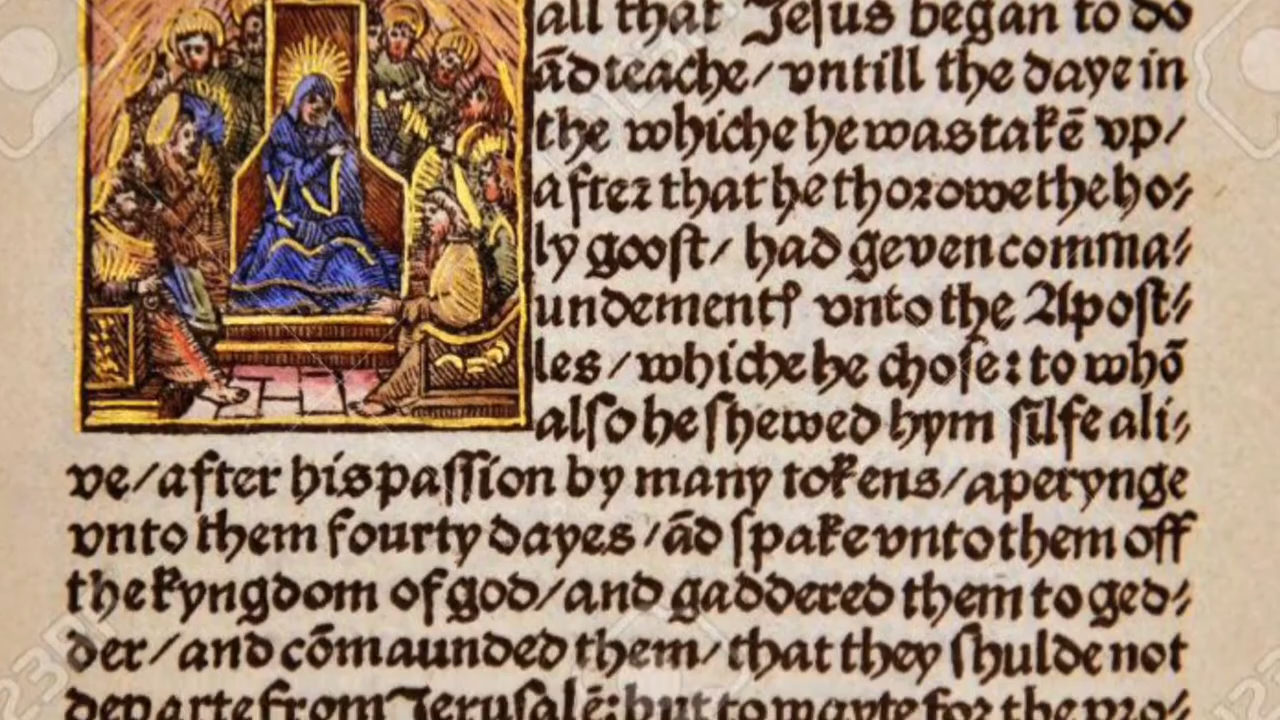 all that Jeſus began to do
ād teache/ vntill the daye in
the whiche he was takē vp/
after that he thorowe the ho⸗
ly gooſt/ had geven comma⸗
undementꝭ vnto the Apoſt⸗
les/ whiche he choſe: to whō
alſo he ſhewed hym ſilfe ali⸗
ve/ after his paſſion by many tokens/ aperynge
vnto them fourty dayes/ ād ſpake vnto them off
the kyngdom of god/ and gaddered them to ged⸗
der/ and cōmaunded them/ that they ſhulde not
departe from Jeruſalē: but to wayte for the pro⸗